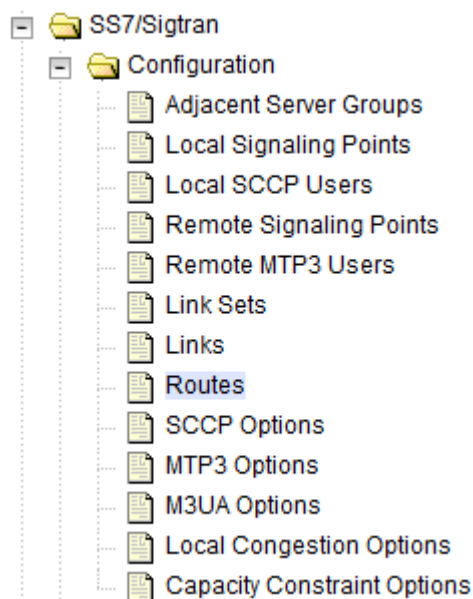 SS7/Sigtran
Configuration
Adjacent Server Groups
Local Signaling Points
Local SCCP Users
Remote Signaling Points
Remote MTP3 Users
Link Sets
Links
Routes
SCCP Options
MTP3 Options
M3UA Options
Local Congestion Options
Capacity Constraint Options